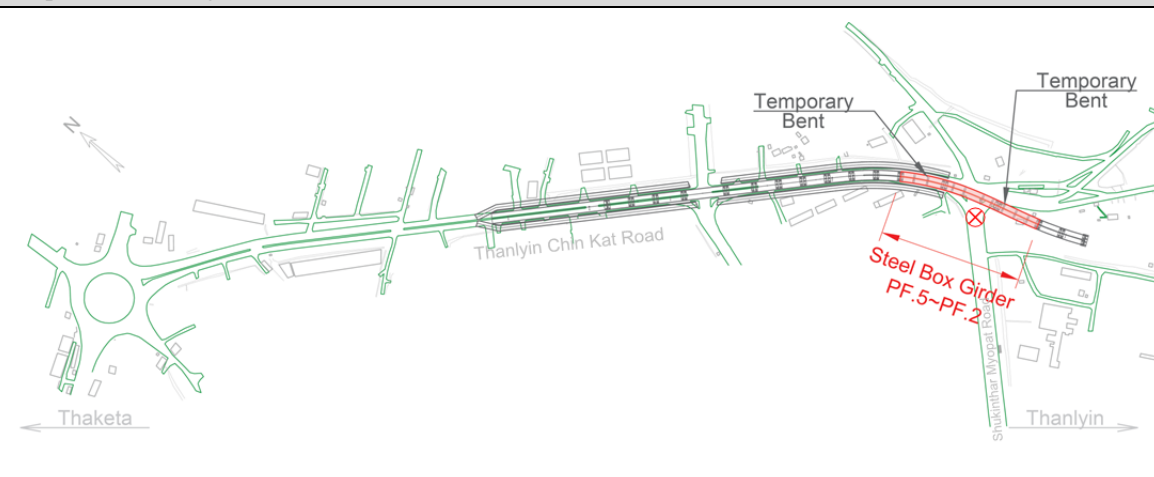 Temporary
Bent
Temporary
Bent
N
Thanlyin Chin Kat Road
Steel Box Girder
PF.5~PF.2
Shukinthar Myopat Road
Thaketa
Thanlyin